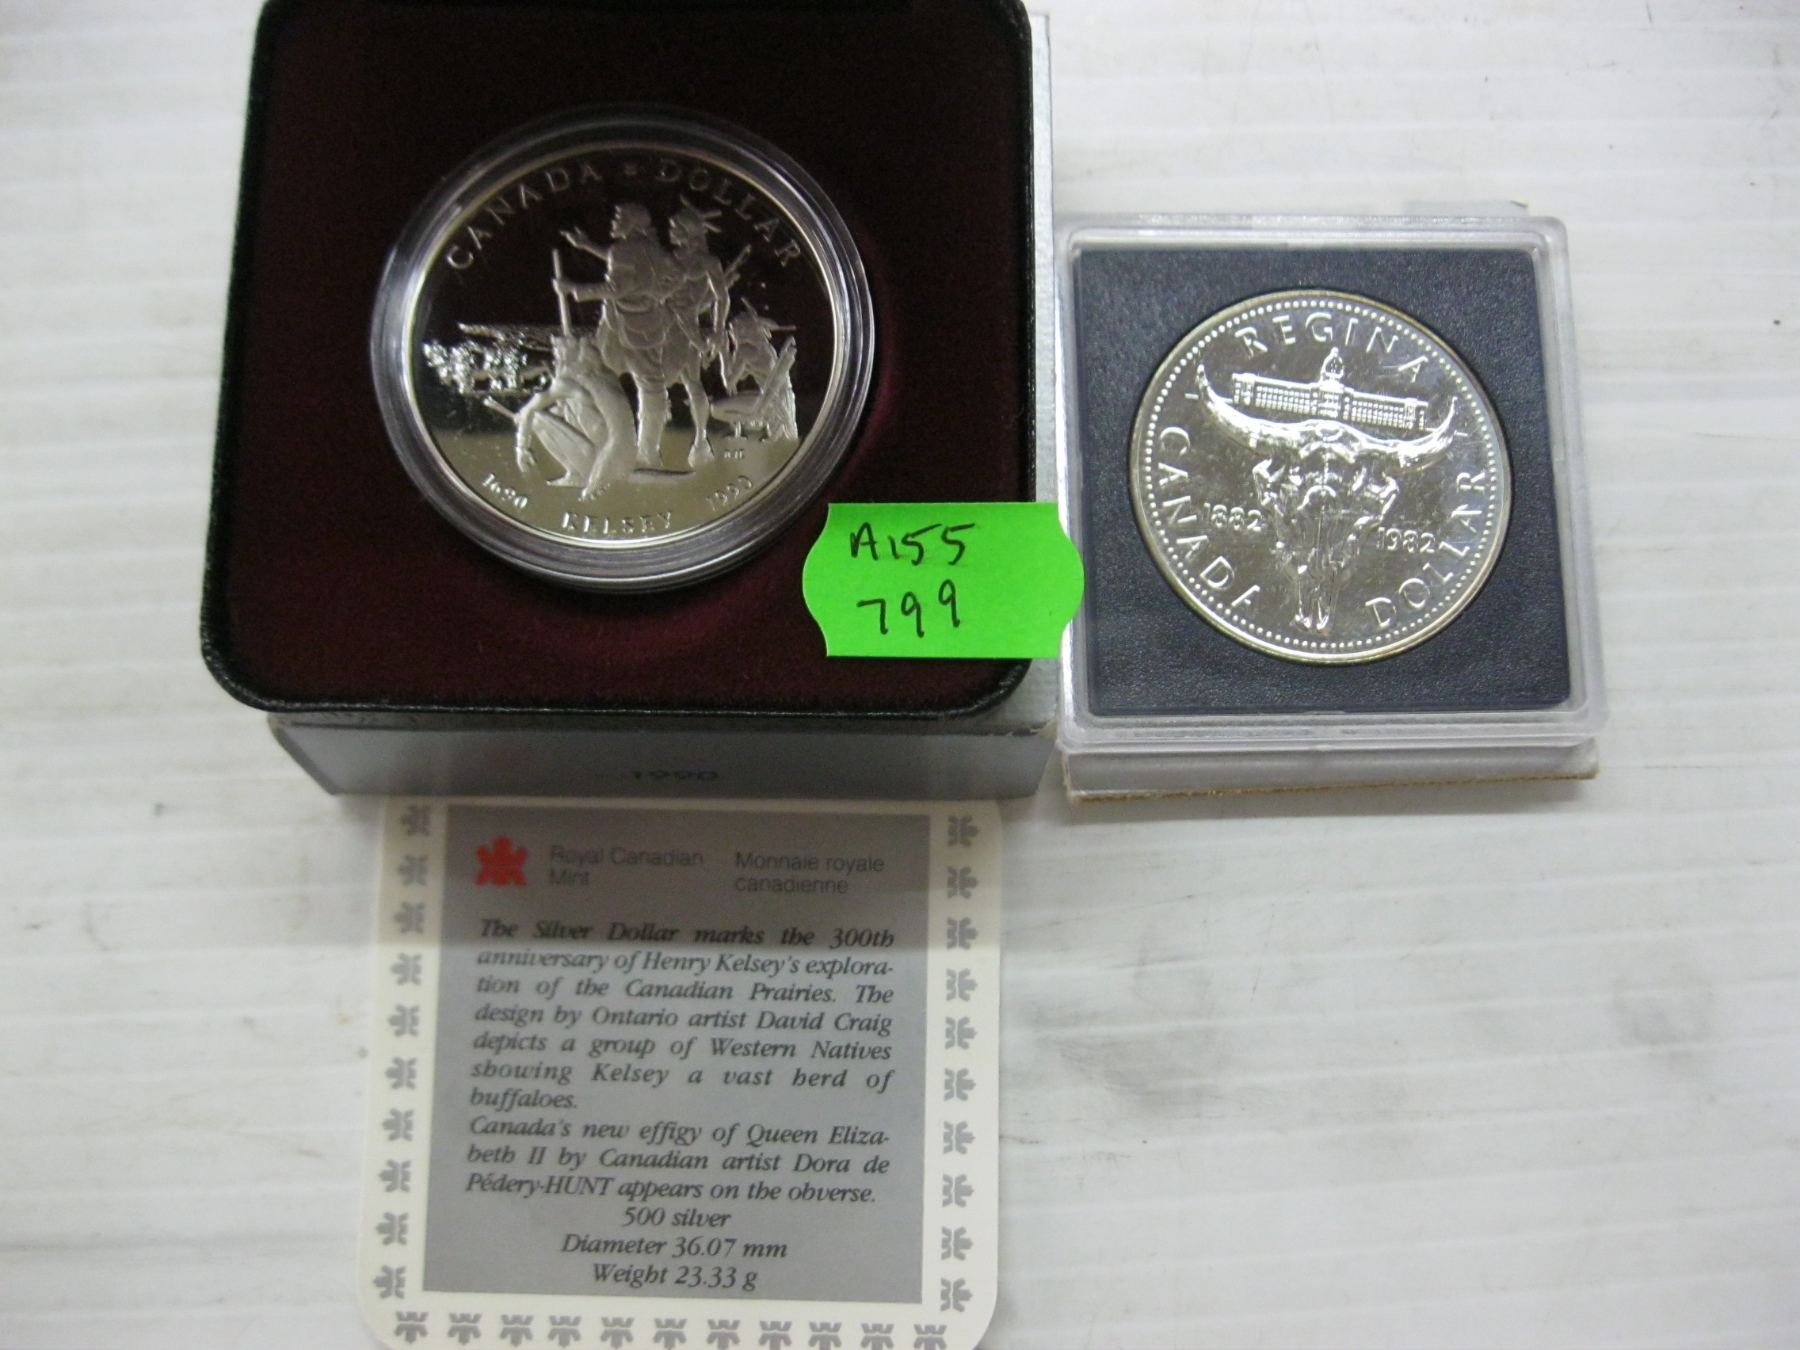 CANADA DOLLAR
1690 KELSEY 1990
A155
799
REGINA
1882 1982
CANADA DOLLAR
1990
Royal Canadian Mint
Monnaie royale canadienne
The Silver Dollar marks the 300th
anniversary of Henry Kelsey's explora-
tion of the Canadian Prairies. The
design by Ontario artist David Craig
depicts a group of Western Natives
showing Kelsey a vast herd of
buffaloes.
Canada's new effigy of Queen Eliza-
beth II by Canadian artist Dora de
Pédery-HUNT appears on the obverse.
500 silver
Diameter 36.07 mm
Weight 23.33 g